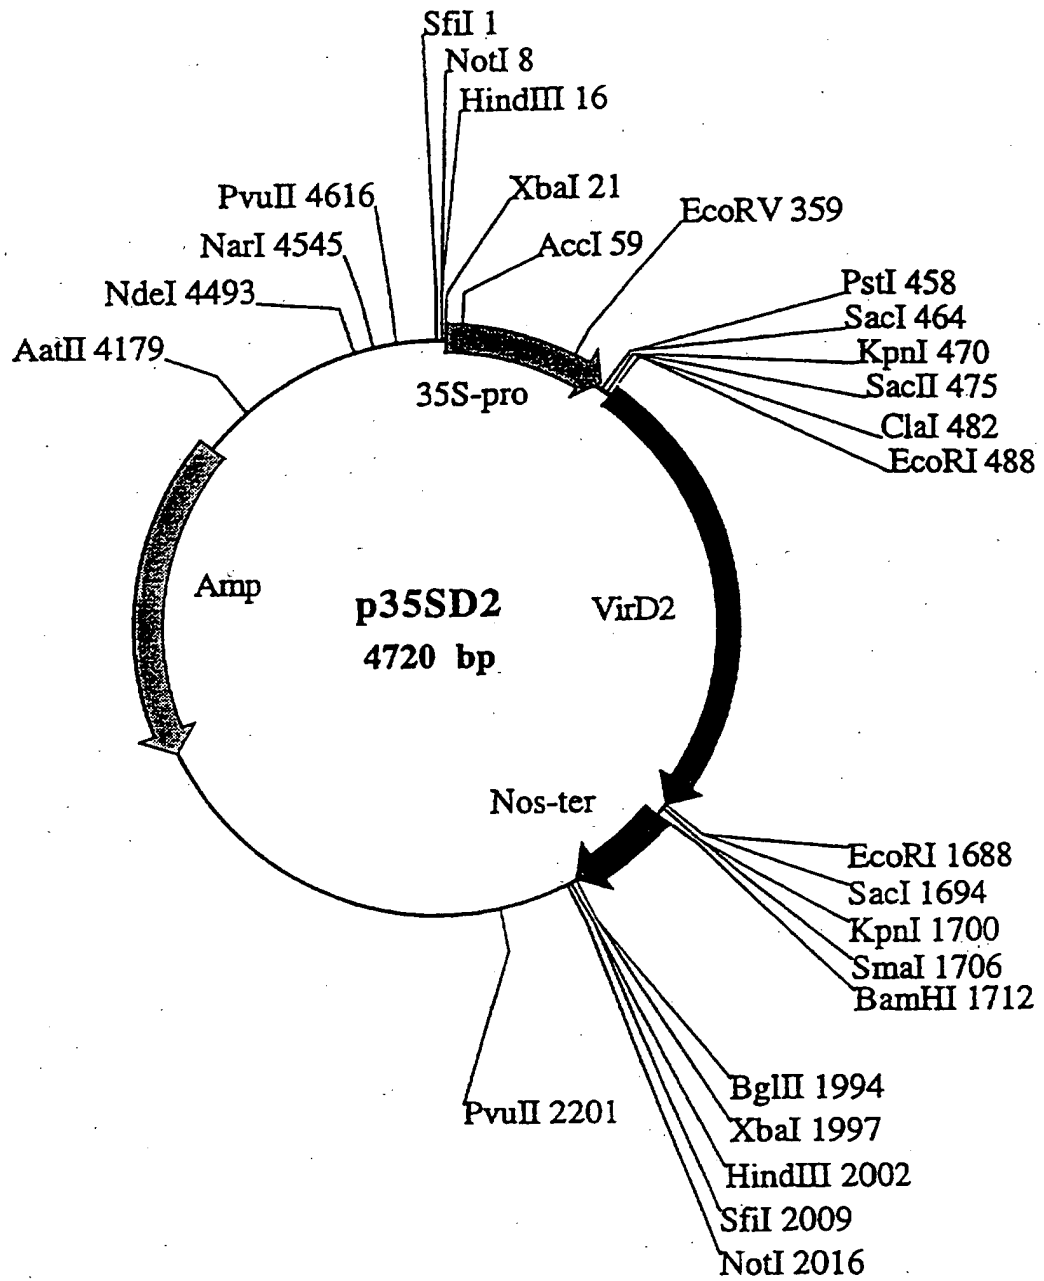 SfiI 1
NotI 8
HindIII 16
XbaI 21
PvuII 4616
EcoRV 359
NarI 4545
AccI 59
NdeI 4493
PstI 458
SacI 464
AatII 4179
KpnI 470
SacII 475
35S-pro
ClaI 482
EcoRI 488
Amp
p35SD2
VirD2
4720 bp
Nos-ter
EcoRI 1688
SacI 1694
KpnI 1700
SmaI 1706
BamHI 1712
BglII 1994
PvuII 2201
XbaI 1997
HindIII 2002
SfiI 2009
NotI 2016